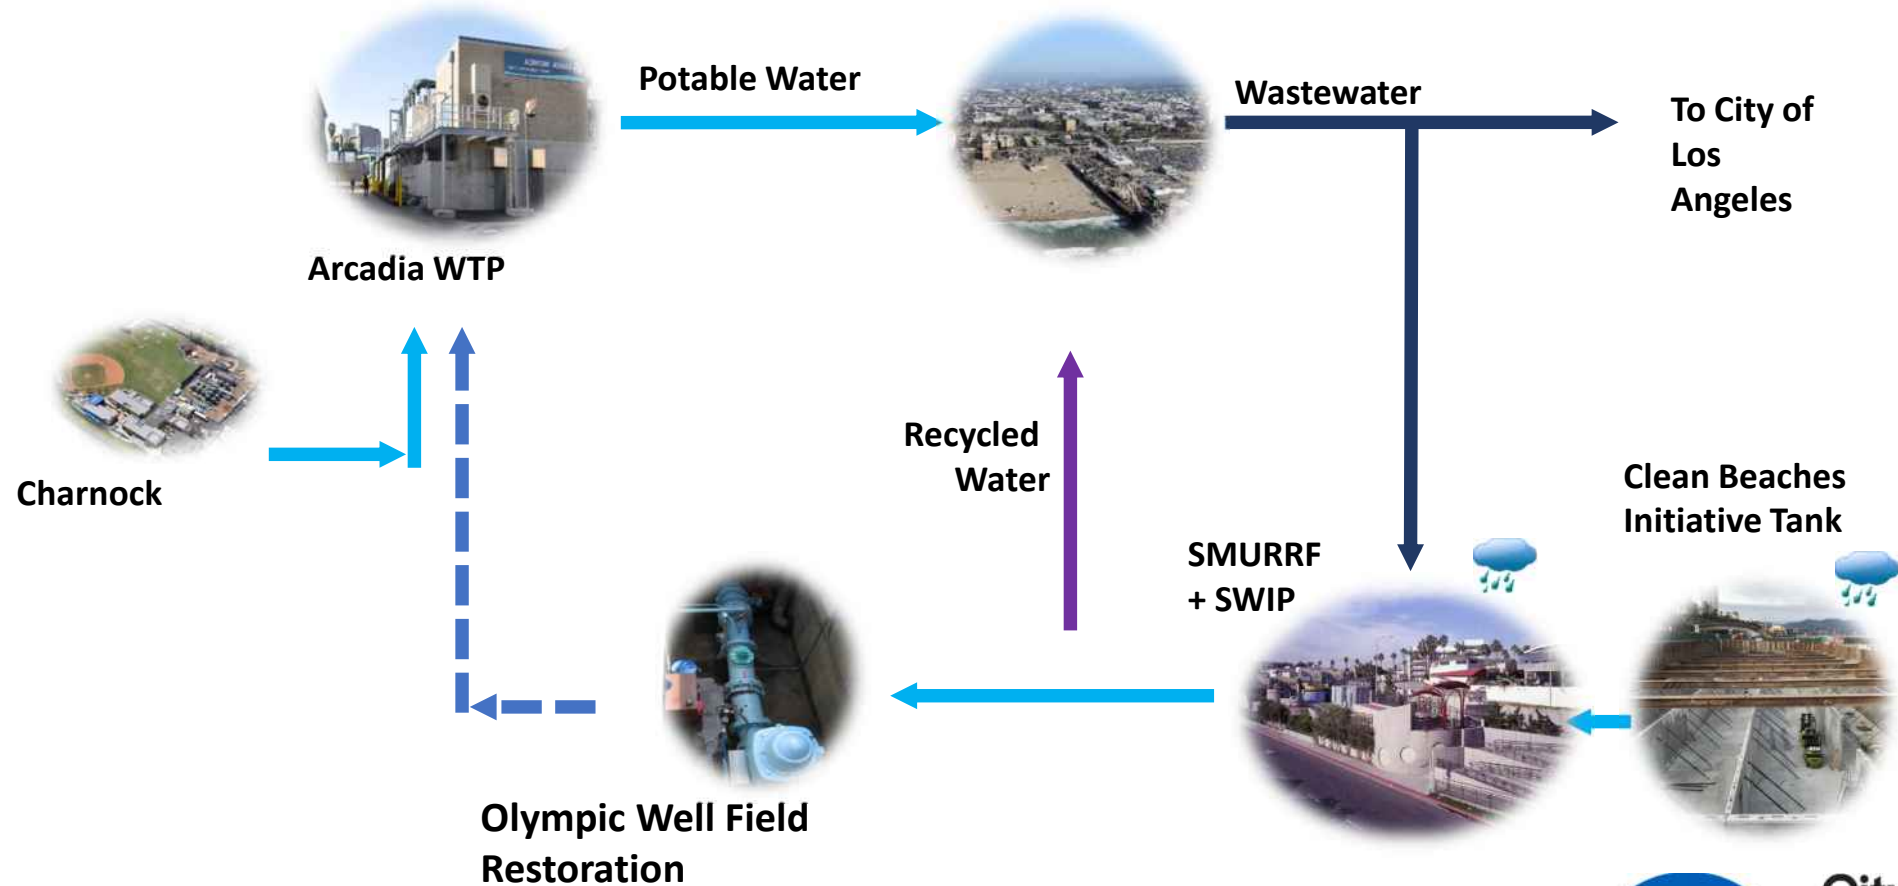 Potable Water
Wastewater
To City of
Los
Angeles
Arcadia WTP
Charnock
Recycled
Water
Clean Beaches
Initiative Tank
SMURRF
+ SWIP
Olympic Well Field
Restoration